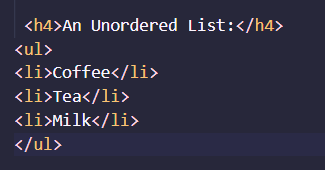 <h4>An Unordered List:</h4>
<ul>
<li>Coffee</li>
<li>Tea</li>
<li>Milk</li>
</ul>